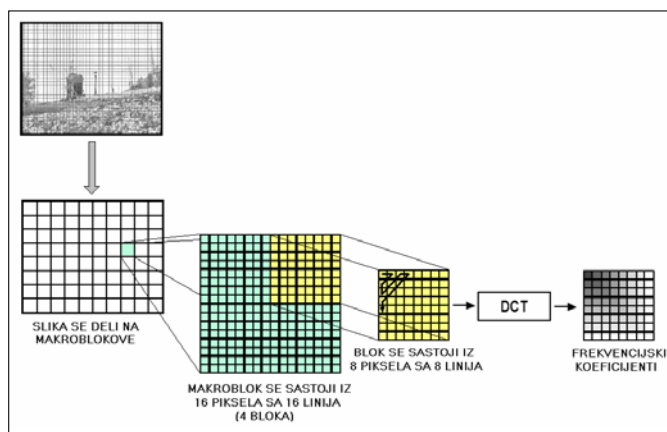 SLIKA SE DELI NA
MAKROBLOKOVE
MAKROBLOK SE SASTOJI IZ
16 PIKSELA SA 16 LINIJA
(4 BLOKA)
BLOK SE SASTOJI IZ
8 PIKSELA SA 8 LINIJA
DCT
FREKVENCIJSKI
KOEFICIJENTI